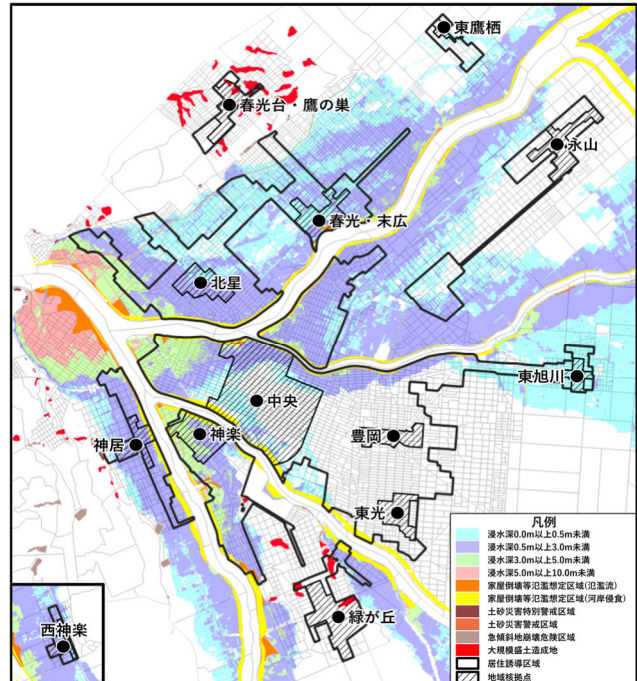 東鷹栖
春光台・鷹の巣
永山
春光・末広
北星
東旭川
中央
神楽
豊岡
神居
東光
緑が丘
西神楽
凡例
浸水深0.0m以上0.5m未満
浸水深0.5m以上3.0m未満
浸水深3.0m以上5.0m未満
浸水深5.0m以上10.0m未満
家屋倒壊等氾濫想定区域(氾濫流)
家屋倒壊等氾濫想定区域(河岸侵食)
土砂災害特別警戒区域
土砂災害警戒区域
急傾斜地崩壊危険区域
大規模盛土造成地
居住誘導区域
地域核拠点